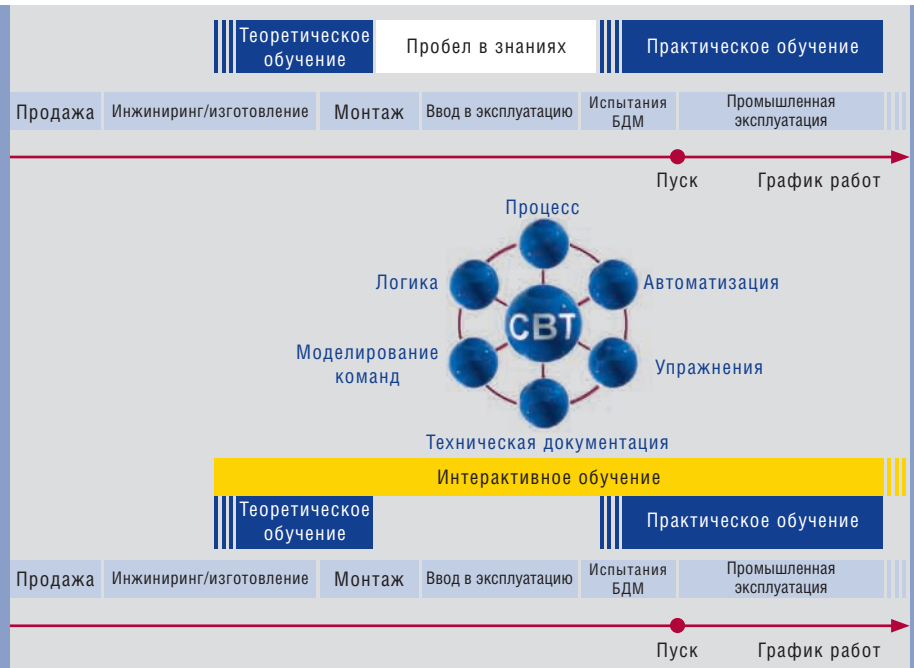 Теоретическое
обучение
Пробел в знаниях
Практическое обучение
Продажа
Инжиниринг/изготовление
Монтаж
Ввод в эксплуатацию
Испытания
БДМ
Промышленная
эксплуатация
Пуск
График работ
Процесс
Логика
Автоматизация
СВТ
Моделирование
команд
Упражнения
Техническая документация
Интерактивное обучение
Теоретическое
обучение
Практическое обучение
Продажа
Инжиниринг/изготовление
Монтаж
Ввод в эксплуатацию
Испытания
БДМ
Промышленная
эксплуатация
Пуск
График работ